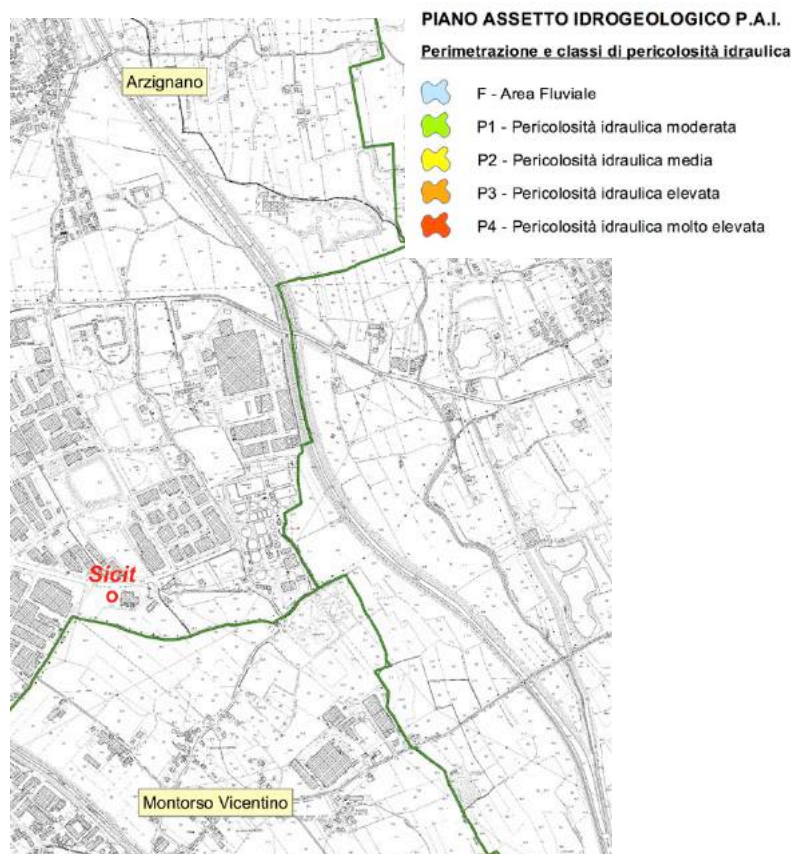 PIANO ASSETTO IDROGEOLOGICO P.A.I.
Perimetrazione e classi di pericolosità idraulica
F - Area Fluviale
P1 - Pericolosità idraulica moderata
P2 - Pericolosità idraulica media
P3 - Pericolosità idraulica elevata
P4 - Pericolosità idraulica molto elevata
Arzignano
Sicit
Montorso Vicentino